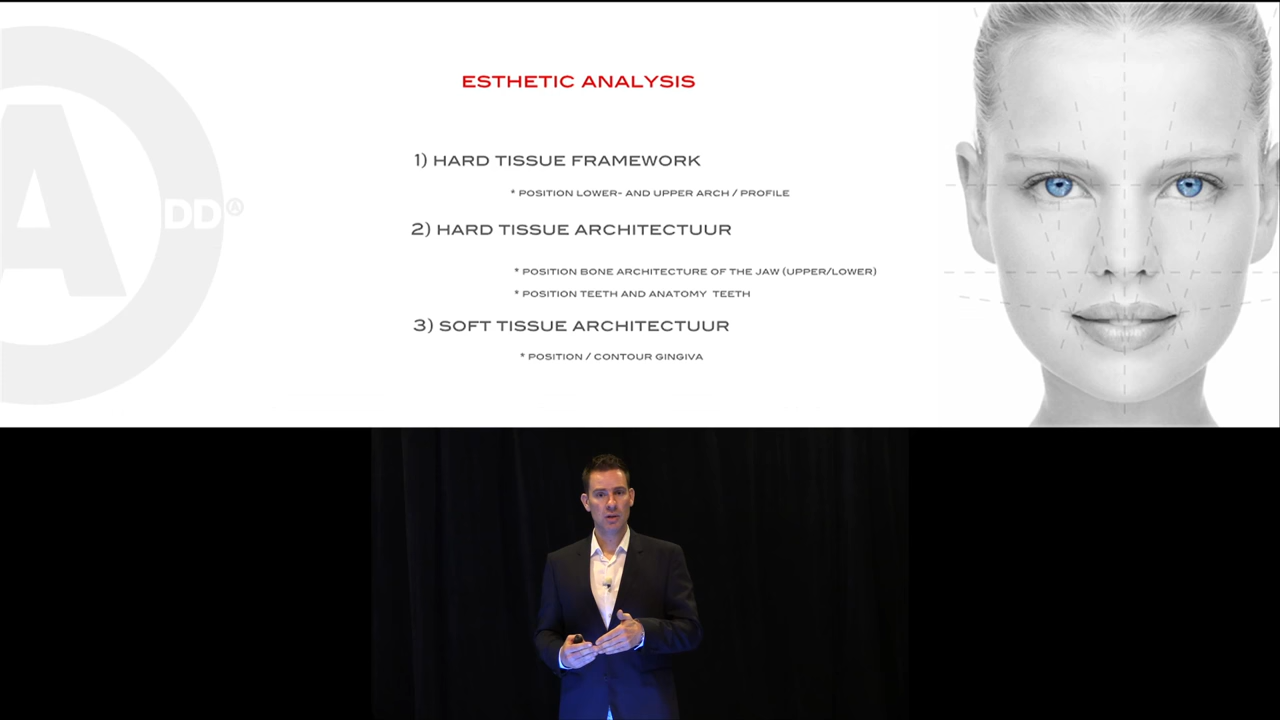 A
DD
ESTHETIC ANALYSIS
1) HARD TISSUE FRAMEWORK
* POSITION LOWER- AND UPPER ARCH / PROFILE
2) HARD TISSUE ARCHITECTUUR
* POSITION BONE ARCHITECTURE OF THE JAW (UPPER/LOWER)
* POSITION TEETH AND ANATOMY TEETH
3) SOFT TISSUE ARCHITECTUUR
* POSITION / CONTOUR GINGIVA